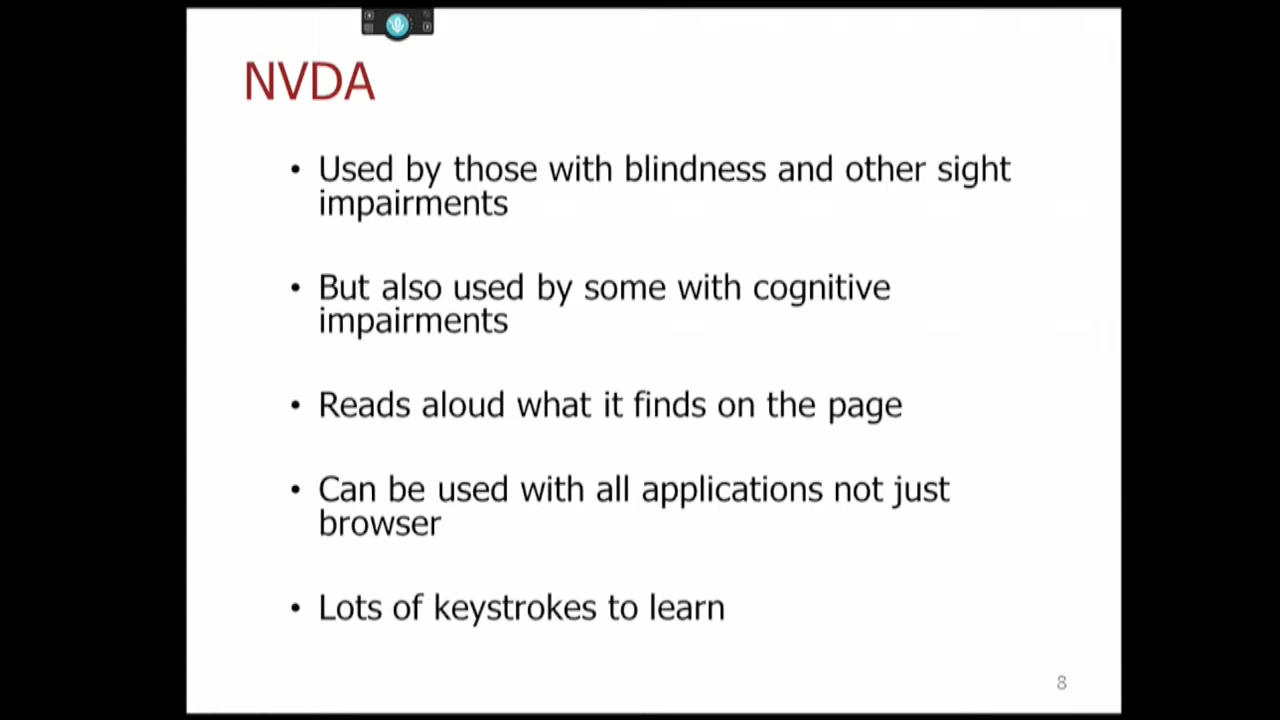 NVDA
• Used by those with blindness and other sight
impairments
• But also used by some with cognitive
impairments
• Reads aloud what it finds on the page
• Can be used with all applications not just
browser
• Lots of keystrokes to learn
8